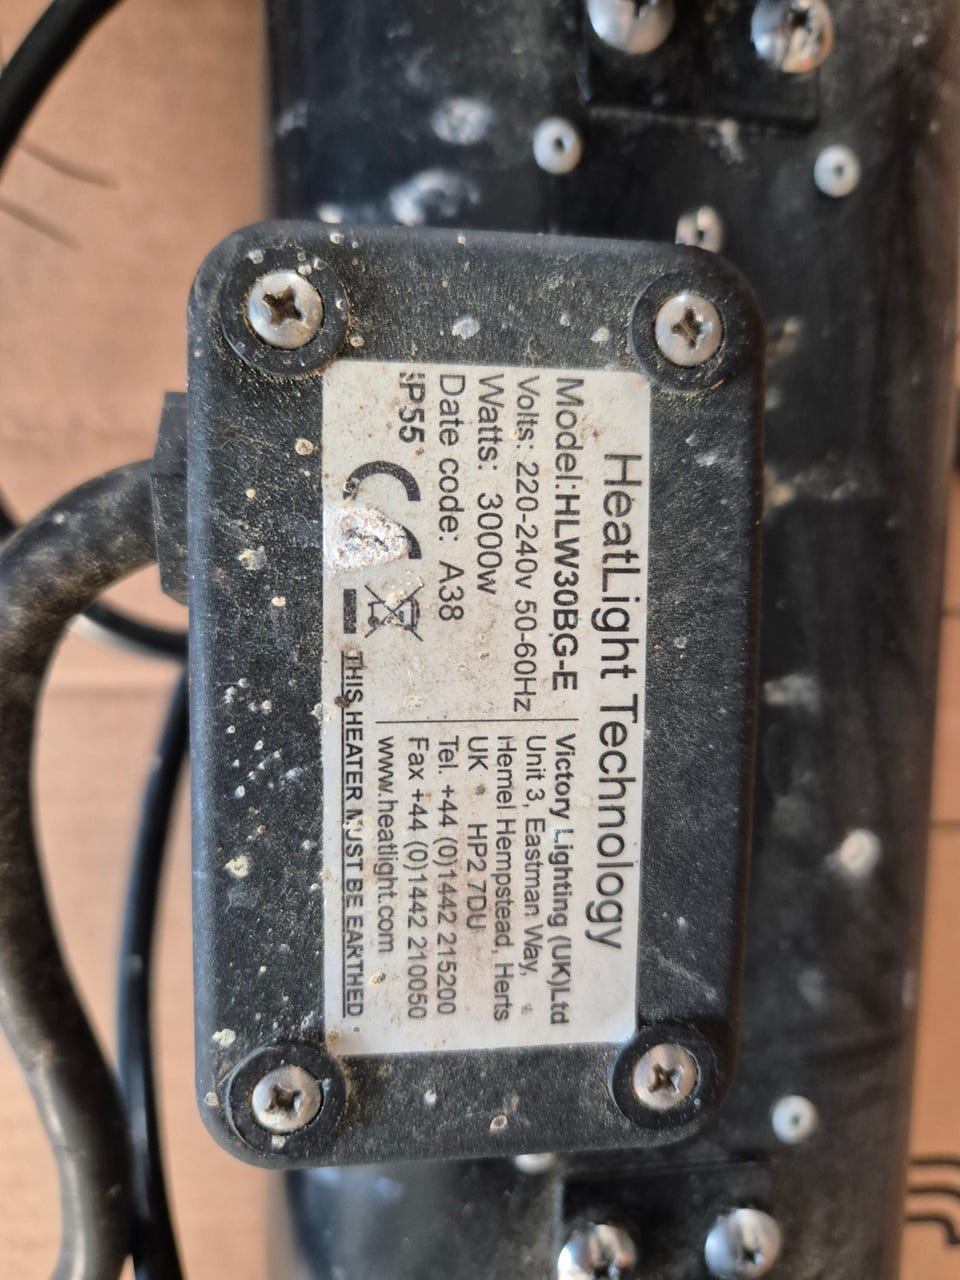 HeatLight Technology
Model:HLW30BG-E
Volts: 220-240v 50-60Hz
Watts: 3000w
Date code: A38
IP55
CE
Victory Lighting (UK)Ltd
Unit 3, Eastman Way,
Hemel Hempstead, Herts
UK HP2 7DU
Tel. +44 (0)1442 215200
Fax +44 (0)1442 210050
www.heatlight.com
THIS HEATER MUST BE EARTHED